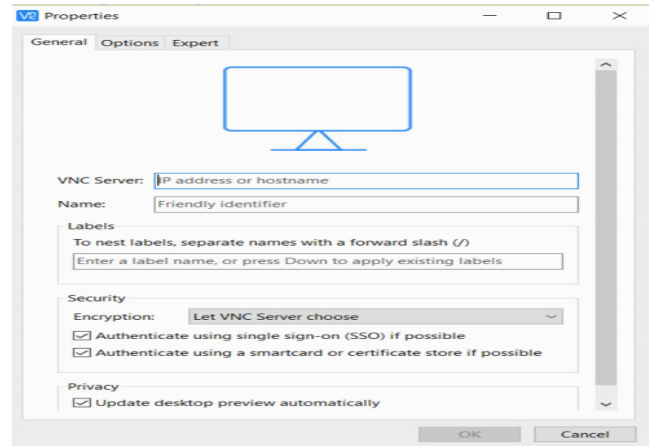 V2 Properties
General Options Expert
VNC Server: IP address or hostname
Name: Friendly identifier
Labels
To nest labels, separate names with a forward slash (/)
Enter a label name, or press Down to apply existing labels
Security
Encryption: Let VNC Server choose
Authenticate using single sign-on (SSO) if possible
Authenticate using a smartcard or certificate store if possible
Privacy
Update desktop preview automatically
OK Cancel